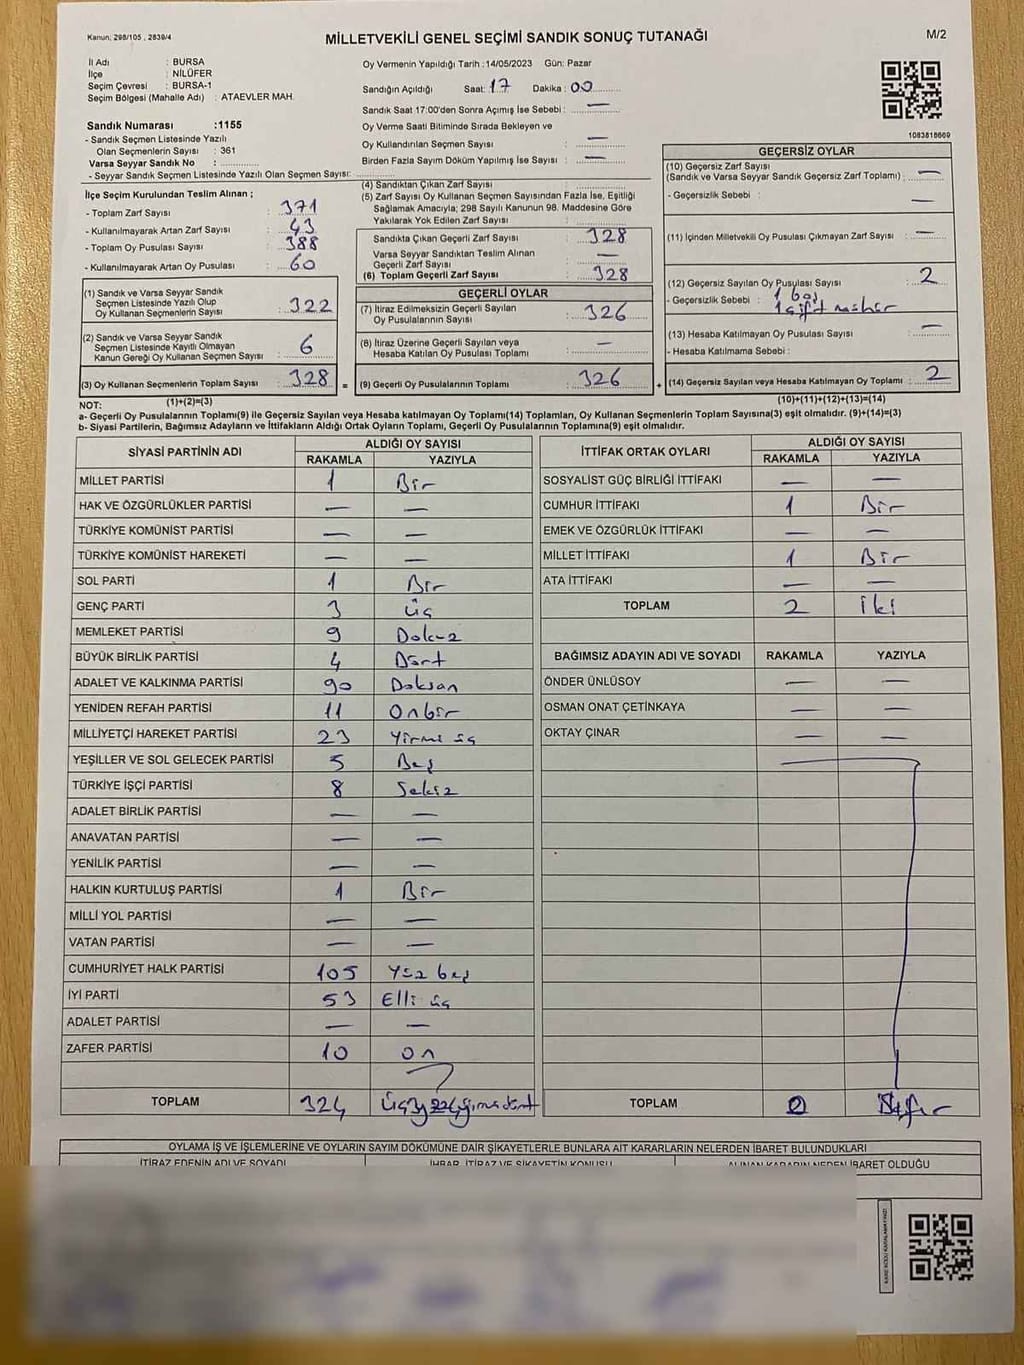 Kanun: 298/105 , 2839/4
MİLLETVEKİLİ GENEL SEÇİMİ SANDIK SONUÇ TUTANAĞI
M/2
İl Adı : BURSA
İlçe : NİLÜFER
Seçim Çevresi : BURSA-1
Seçim Bölgesi (Mahalle Adı) : ATAEVLER MAH.
Sandık Numarası :1155
- Sandık Seçmen Listesinde Yazılı
Olan Seçmenlerin Sayısı : 361
Varsa Seyyar Sandık No :
- Seyyar Sandık Seçmen Listesinde Yazılı Olan Seçmen Sayısı:
Oy Vermenin Yapıldığı Tarih :14/05/2023 Gün: Pazar
Sandığın Açıldığı Saat: 17 Dakika : 00
Sandık Saat 17:00'den Sonra Açımış İse Sebebi : —
Oy Verme Saati Bitiminde Sırada Bekleyen ve
Oy Kullandırılan Seçmen Sayısı : —
Birden Fazla Sayım Döküm Yapılmış İse Sayısı : —
1083818669
İlçe Seçim Kurulundan Teslim Alınan ;
- Toplam Zarf Sayısı : 371
- Kullanılmayarak Artan Zarf Sayısı : 43
- Toplam Oy Pusulası Sayısı : 388
- Kullanılmayarak Artan Oy Pusulası : 60
(1) Sandık ve Varsa Seyyar Sandık
Seçmen Listesinde Yazılı Olup
Oy Kullanan Seçmenlerin Sayısı : 322
(2) Sandık ve Varsa Seyyar Sandık
Seçmen Listesinde Kayıtlı Olmayan
Kanun Gereği Oy Kullanan Seçmen Sayısı : 6
(3) Oy Kullanan Seçmenlerin Toplam Sayısı : 328 =
(1)+(2)=(3)
(4) Sandıktan Çıkan Zarf Sayısı :
(5) Zarf Sayısı Oy Kullanan Seçmen Sayısından Fazla İse, Eşitliği
Sağlamak Amacıyla; 298 Sayılı Kanunun 98. Maddesine Göre
Yakılarak Yok Edilen Zarf Sayısı :
Sandıkta Çıkan Geçerli Zarf Sayısı : 328
Varsa Seyyar Sandıktan Teslim Alınan
Geçerli Zarf Sayısı : —
(6) Toplam Geçerli Zarf Sayısı : 328
GEÇERLİ OYLAR
(7) İtiraz Edilmeksizin Geçerli Sayılan
Oy Pusulalarının Sayısı : 326
(8) İtiraz Üzerine Geçerli Sayılan veya
Hesaba Katılan Oy Pusulası Toplamı : —
(9) Geçerli Oy Pusulalarının Toplamı : 326 +
GEÇERSİZ OYLAR
(10) Geçersiz Zarf Sayısı
(Sandık ve Varsa Seyyar Sandık Geçersiz Zarf Toplamı) : —
- Geçersizlik Sebebi : —
(11) İçinden Milletvekili Oy Pusulası Çıkmayan Zarf Sayısı : —
(12) Geçersiz Sayılan Oy Pusulası Sayısı : 2
- Geçersizlik Sebebi : 1 boş
1 çift mühür
(13) Hesaba Katılmayan Oy Pusulası Sayısı : —
- Hesaba Katılmama Sebebi :
(14) Geçersiz Sayılan veya Hesaba Katılmayan Oy Toplamı : 2
(10)+(11)+(12)+(13)=(14)
NOT:
a- Geçerli Oy Pusulalarının Toplamı(9) ile Geçersiz Sayılan veya Hesaba katılmayan Oy Toplamı(14) Toplamları, Oy Kullanan Seçmenlerin Toplam Sayısına(3) eşit olmalıdır. (9)+(14)=(3)
b- Siyasi Partilerin, Bağımsız Adayların ve İttifakların Aldığı Ortak Oyların Toplamı, Geçerli Oy Pusulalarının Toplamına(9) eşit olmalıdır.
SİYASİ PARTİNİN ADI
ALDIĞI OY SAYISI
RAKAMLA YAZIYLA
MİLLET PARTİSİ 1 Bir
HAK VE ÖZGÜRLÜKLER PARTİSİ — —
TÜRKİYE KOMÜNİST PARTİSİ — —
TÜRKİYE KOMÜNİST HAREKETİ — —
SOL PARTİ 1 Bir
GENÇ PARTİ 3 üç
MEMLEKET PARTİSİ 9 Dokuz
BÜYÜK BİRLİK PARTİSİ 4 Dört
ADALET VE KALKINMA PARTİSİ 90 Doksan
YENİDEN REFAH PARTİSİ 11 Onbir
MİLLİYETÇİ HAREKET PARTİSİ 23 Yirmi üç
YEŞİLLER VE SOL GELECEK PARTİSİ 5 Beş
TÜRKİYE İŞÇİ PARTİSİ 8 Sekiz
ADALET BİRLİK PARTİSİ — —
ANAVATAN PARTİSİ — —
YENİLİK PARTİSİ — —
HALKIN KURTULUŞ PARTİSİ 1 Bir
MİLLİ YOL PARTİSİ — —
VATAN PARTİSİ — —
CUMHURİYET HALK PARTİSİ 105 Yüz beş
İYİ PARTİ 53 Elli üç
ADALET PARTİSİ — —
ZAFER PARTİSİ 10 on
TOPLAM 324
İTTİFAK ORTAK OYLARI
ALDIĞI OY SAYISI
RAKAMLA YAZIYLA
SOSYALİST GÜÇ BİRLİĞİ İTTİFAKI — —
CUMHUR İTTİFAKI 1 Bir
EMEK VE ÖZGÜRLÜK İTTİFAKI — —
MİLLET İTTİFAKI 1 Bir
ATA İTTİFAKI — —
TOPLAM 2 İki
BAĞIMSIZ ADAYIN ADI VE SOYADI RAKAMLA YAZIYLA
ÖNDER ÜNLÜSOY — —
OSMAN ONAT ÇETİNKAYA — —
OKTAY ÇINAR — —
TOPLAM 0 Sıfır
OYLAMA İŞ VE İŞLEMLERİNE VE OYLARIN SAYIM DÖKÜMÜNE DAİR ŞİKAYETLERLE BUNLARA AİT KARARLARIN NELERDEN İBARET BULUNDUKLARI
İTİRAZ EDENİN ADI VE SOYADI İHBAR, İTİRAZ VE ŞİKAYETİN KONUSU ALINAN KARARIN NEDEN İBARET OLDUĞU